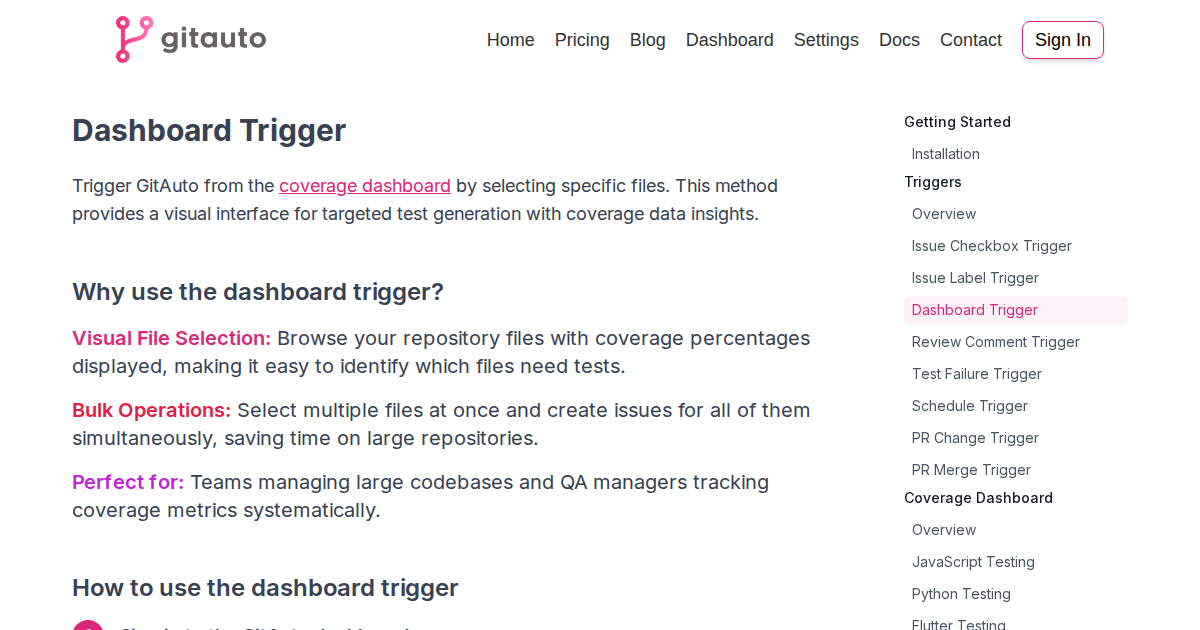 gitauto
Home Pricing Blog Dashboard Settings Docs Contact Sign In
Dashboard Trigger
Trigger GitAuto from the coverage dashboard by selecting specific files. This method
provides a visual interface for targeted test generation with coverage data insights.
Why use the dashboard trigger?
Visual File Selection: Browse your repository files with coverage percentages
displayed, making it easy to identify which files need tests.
Bulk Operations: Select multiple files at once and create issues for all of them
simultaneously, saving time on large repositories.
Perfect for: Teams managing large codebases and QA managers tracking
coverage metrics systematically.
How to use the dashboard trigger
Getting Started
Installation
Triggers
Overview
Issue Checkbox Trigger
Issue Label Trigger
Dashboard Trigger
Review Comment Trigger
Test Failure Trigger
Schedule Trigger
PR Change Trigger
PR Merge Trigger
Coverage Dashboard
Overview
JavaScript Testing
Python Testing
Flutter Testing